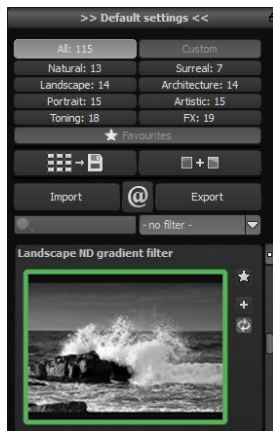 >> Default settings <<
All: 115 Custom
Natural: 13 Surreal: 7
Landscape: 14 Architecture: 14
Portrait: 15 Artistic: 15
Toning: 18 FX: 19
Favourites
Import @ Export
- no filter -
Landscape ND gradient filter